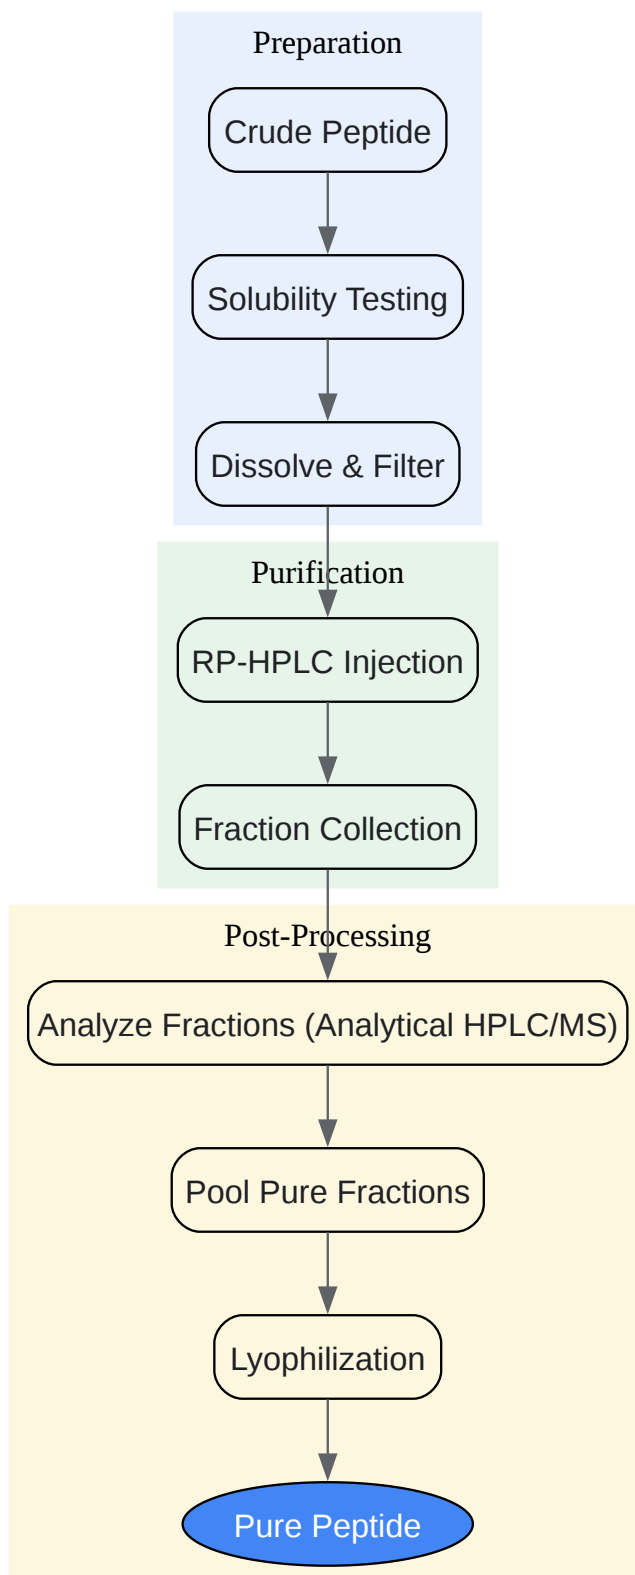 Preparation
Crude Peptide
Solubility Testing
Dissolve & Filter
Purification
RP-HPLC Injection
Fraction Collection
Post-Processing
Analyze Fractions (Analytical HPLC/MS)
Pool Pure Fractions
Lyophilization
Pure Peptide